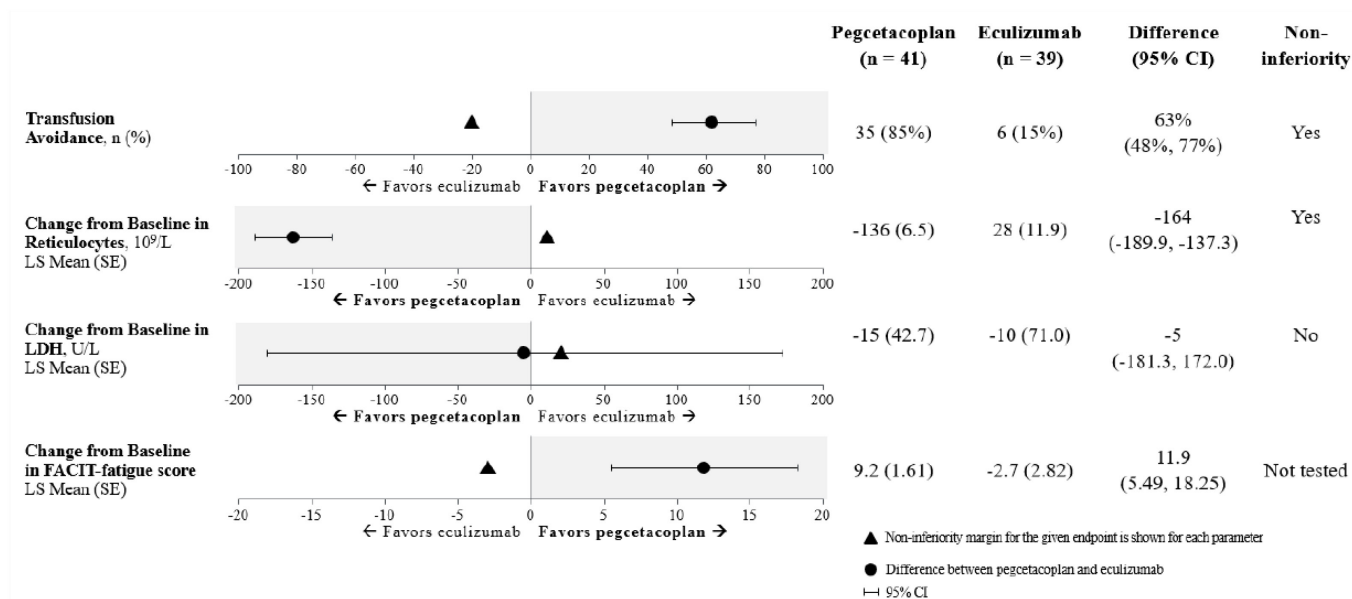 Pegcetacoplan Eculizumab Difference Non-
(n = 41) (n = 39) (95% CI) inferiority
Transfusion
Avoidance, n (%)
35 (85%) 6 (15%) 63% Yes
(48%, 77%)
-100 -80 -60 -40 -20 0 20 40 60 80 100
← Favors eculizumab Favors pegcetacoplan →
Change from Baseline in
Reticulocytes, 10⁹/L
LS Mean (SE)
-136 (6.5) 28 (11.9) -164 Yes
(-189.9, -137.3)
-200 -150 -100 -50 0 50 100 150 200
← Favors pegcetacoplan Favors eculizumab →
Change from Baseline in
LDH, U/L
LS Mean (SE)
-15 (42.7) -10 (71.0) -5 No
(-181.3, 172.0)
-200 -150 -100 -50 0 50 100 150 200
← Favors pegcetacoplan Favors eculizumab →
Change from Baseline
in FACIT-fatigue score
LS Mean (SE)
9.2 (1.61) -2.7 (2.82) 11.9 Not tested
(5.49, 18.25)
-20 -15 -10 -5 0 5 10 15 20
← Favors eculizumab Favors pegcetacoplan →
▲ Non-inferiority margin for the given endpoint is shown for each parameter
● Difference between pegcetacoplan and eculizumab
⊢⊣ 95% CI